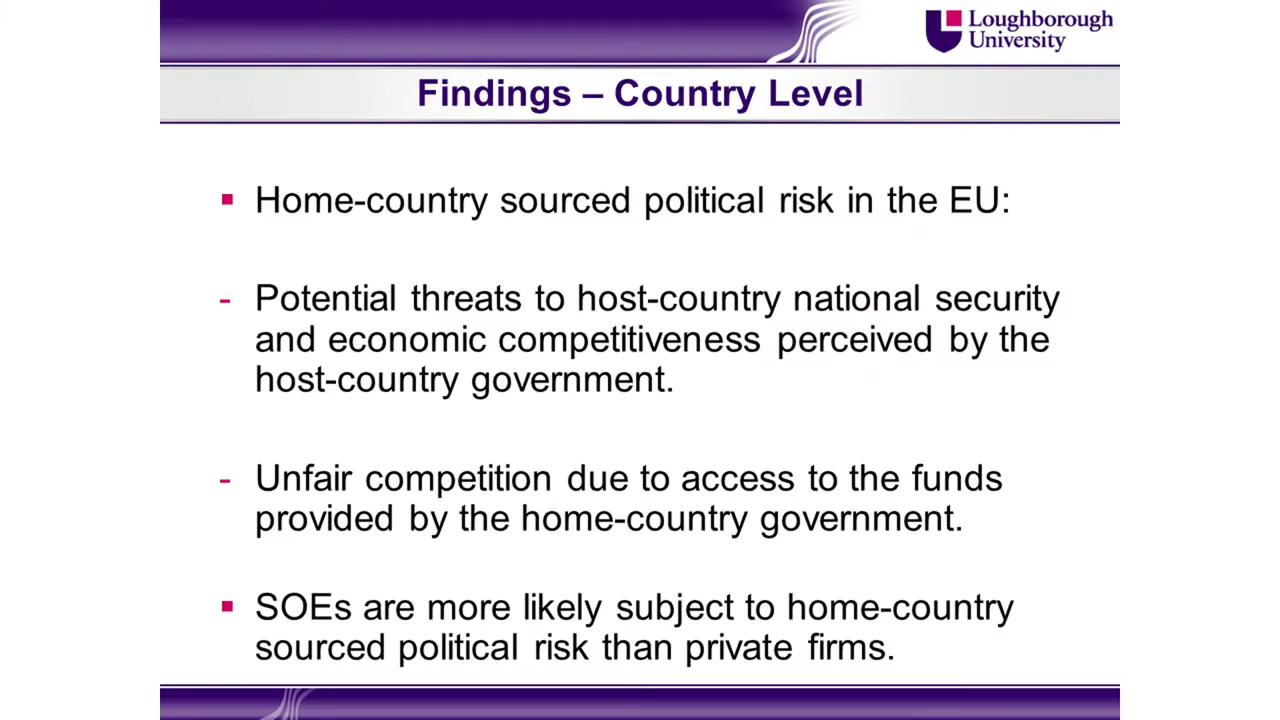 Loughborough
University
Findings – Country Level
▪ Home-country sourced political risk in the EU:
- Potential threats to host-country national security
and economic competitiveness perceived by the
host-country government.
- Unfair competition due to access to the funds
provided by the home-country government.
▪ SOEs are more likely subject to home-country
sourced political risk than private firms.